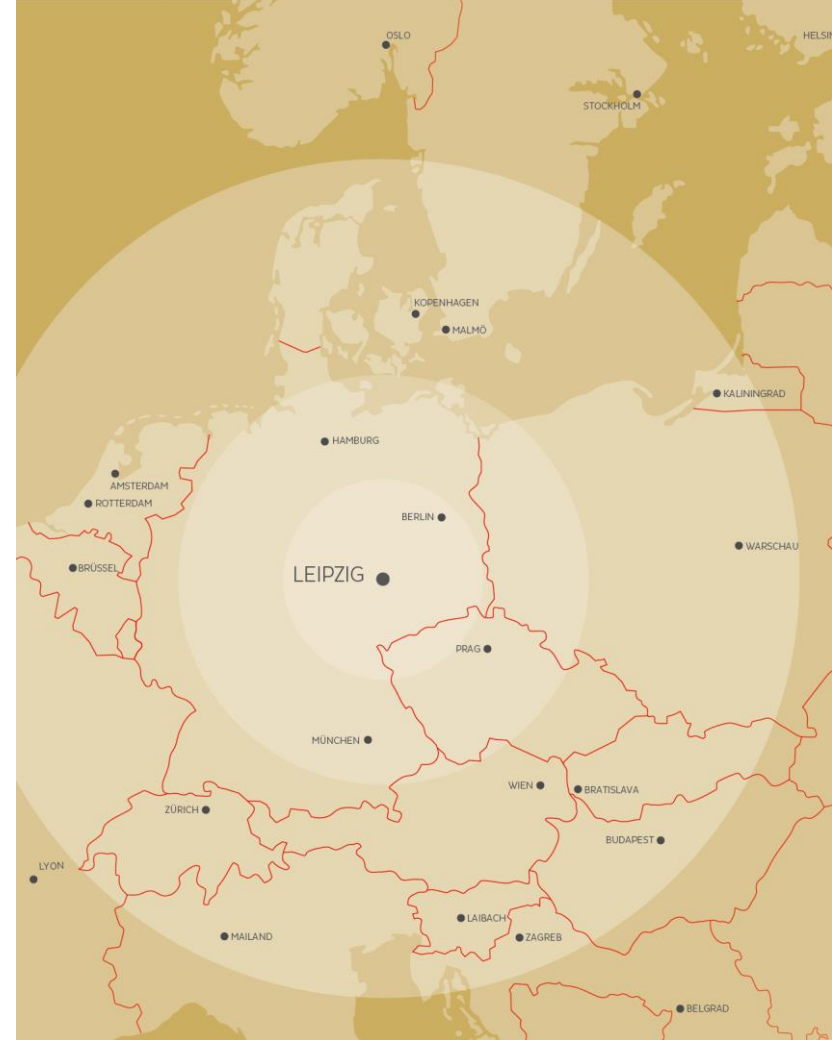 OSLO
HELSIN
STOCKHOLM
KOPENHAGEN
MALMÖ
KALININGRAD
HAMBURG
AMSTERDAM
ROTTERDAM
BERLIN
WARSCHAU
BRÜSSEL
LEIPZIG
PRAG
MÜNCHEN
WIEN
BRATISLAVA
ZÜRICH
BUDAPEST
LYON
LAIBACH
MAILAND
ZAGREB
BELGRAD